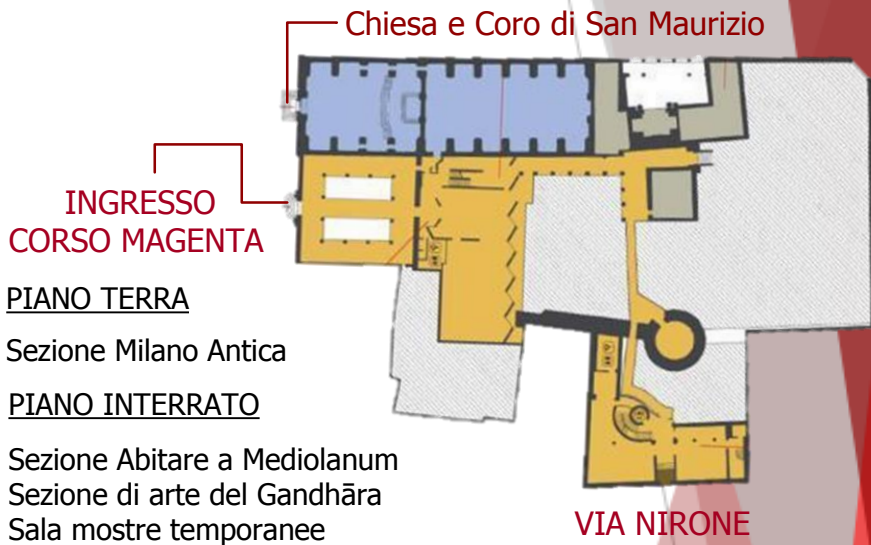 Chiesa e Coro di San Maurizio
INGRESSO
CORSO MAGENTA
PIANO TERRA
Sezione Milano Antica
PIANO INTERRATO
Sezione Abitare a Mediolanum
Sezione di arte del Gandhāra
Sala mostre temporanee
VIA NIRONE